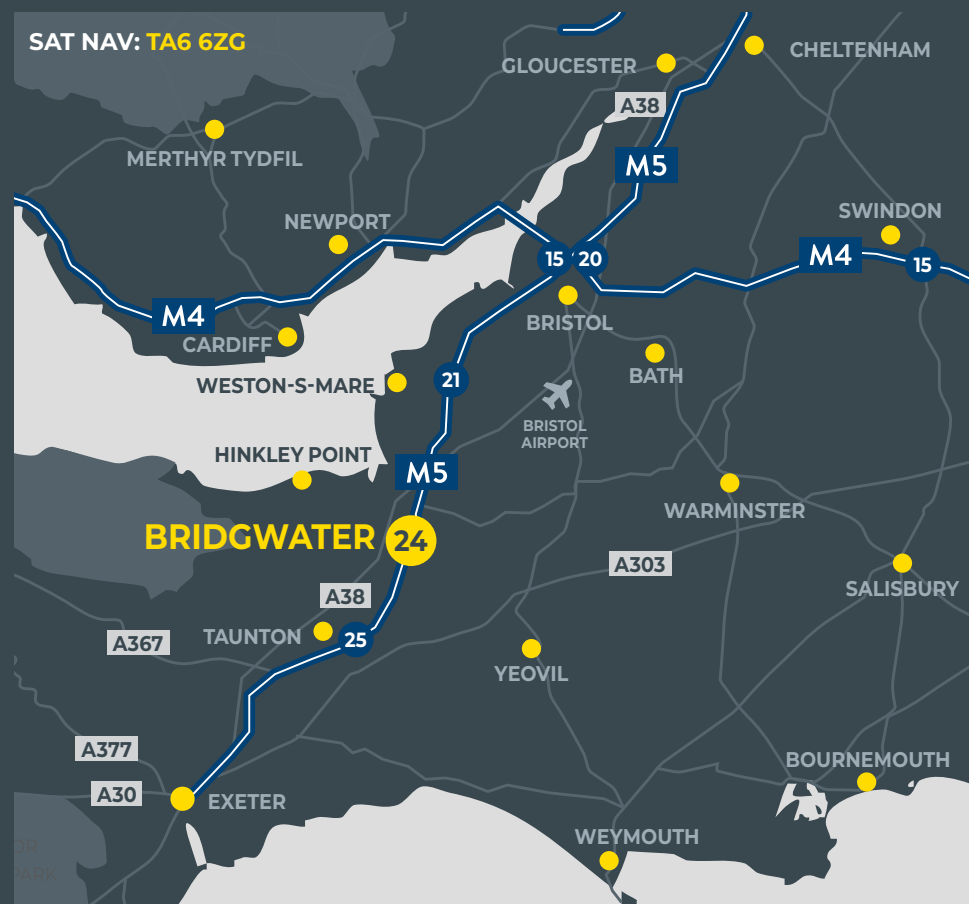 SAT NAV: TA6 6ZG
CHELTENHAM
GLOUCESTER
A38
MERTHYR TYDFIL
M5
SWINDON
NEWPORT
M4
15
20
15
M4
BRISTOL
CARDIFF
BATH
WESTON-S-MARE
21
BRISTOL
AIRPORT
HINKLEY POINT
M5
WARMINSTER
BRIDGWATER
24
A303
SALISBURY
A38
TAUNTON
25
A367
YEOVIL
A377
BOURNEMOUTH
A30
EXETER
WEYMOUTH
OR
PARK